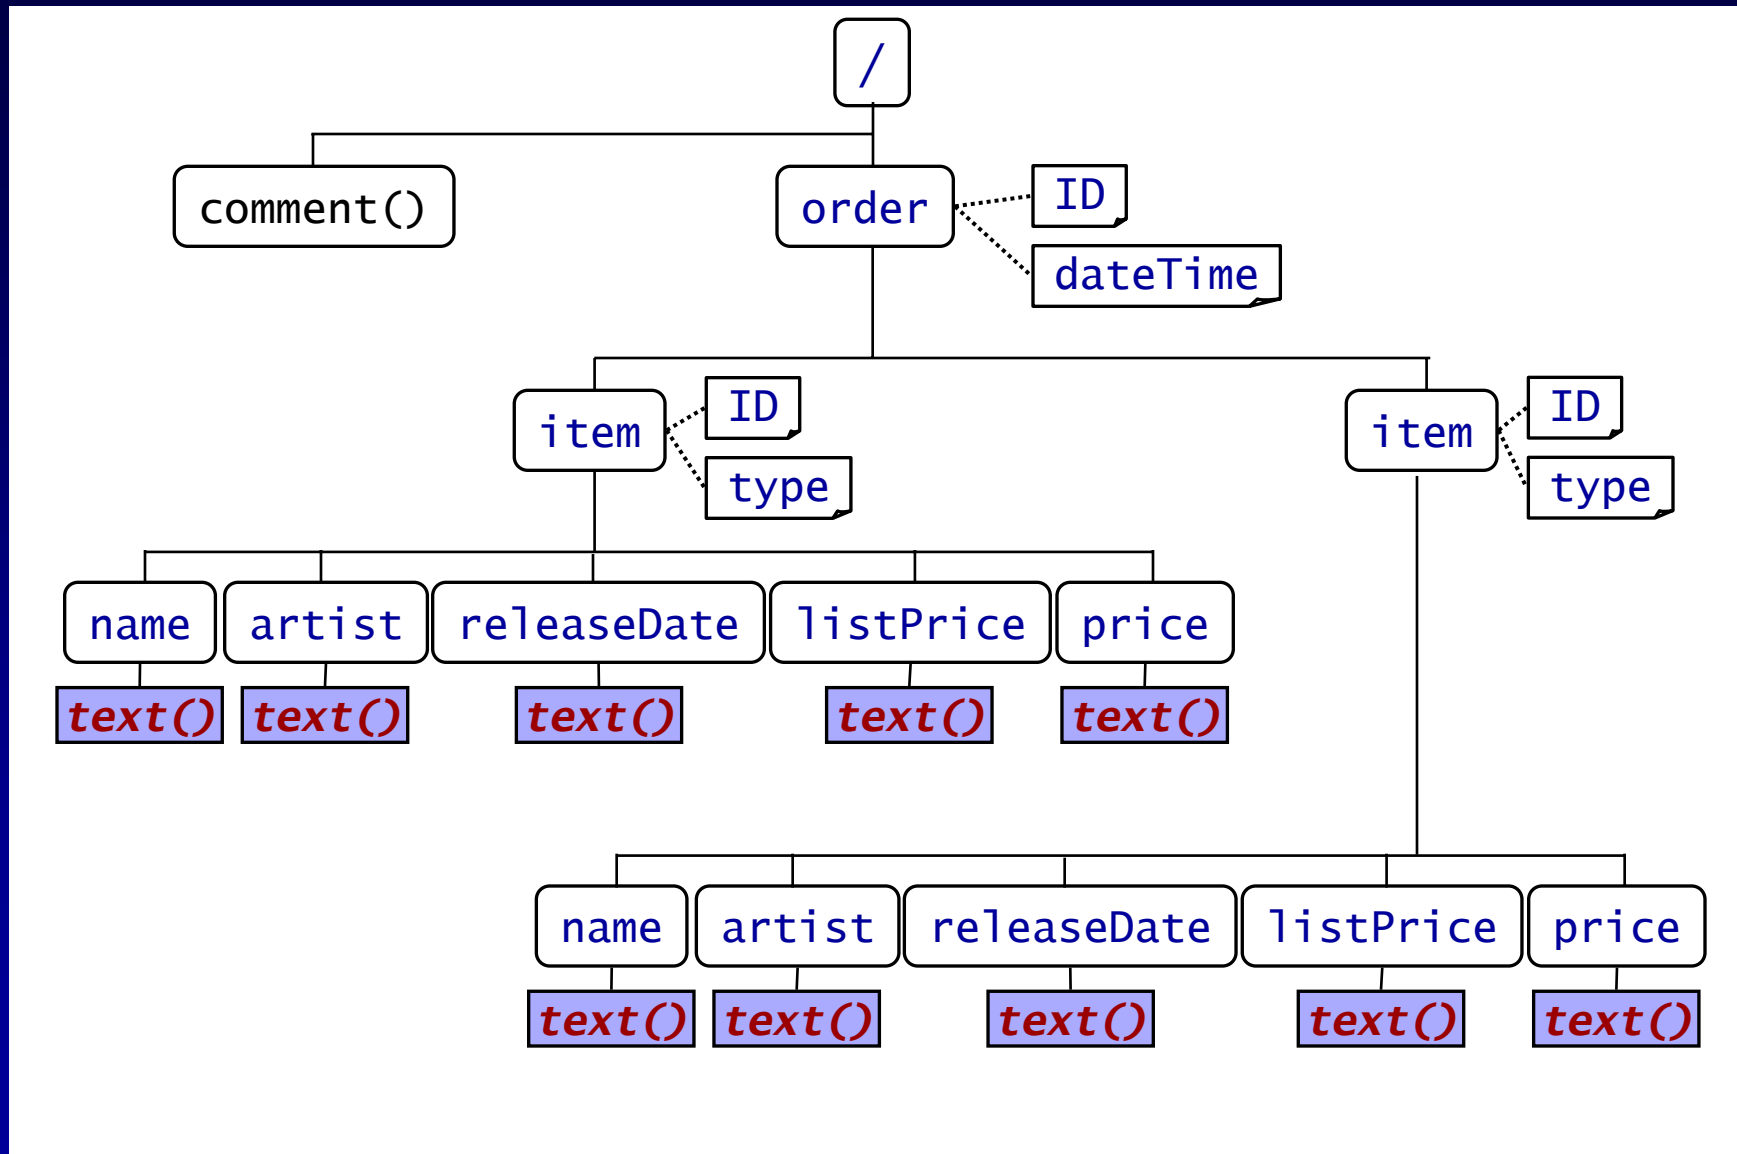 /
comment()
order
ID
dateTime
item
ID
type
item
ID
type
name artist releaseDate listPrice price
text() text() text() text() text()
name artist releaseDate listPrice price
text() text() text() text() text()